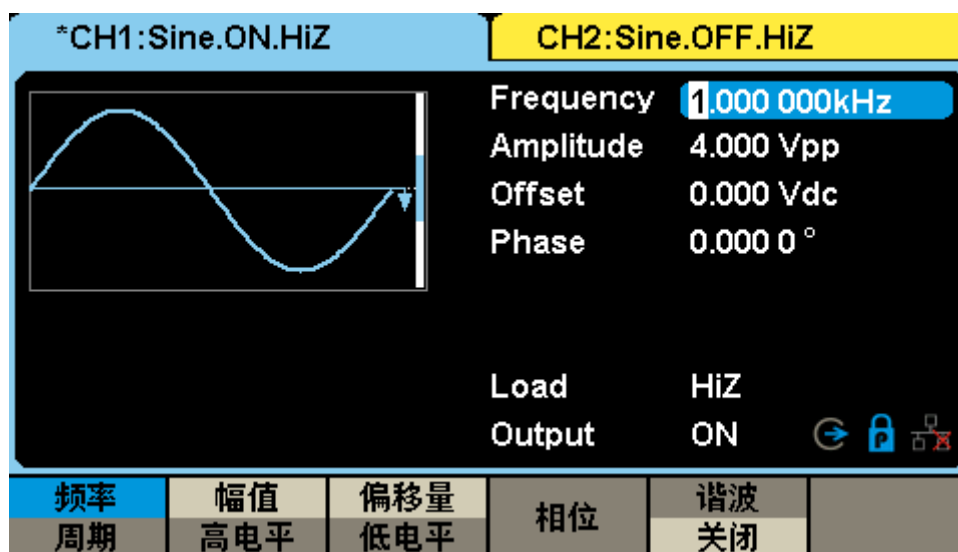 *CH1:Sine.ON.HiZ CH2:Sine.OFF.HiZ
Frequency 1.000 000kHz
Amplitude 4.000 Vpp
Offset 0.000 Vdc
Phase 0.000 0 °
Load HiZ
Output ON
频率 幅值 偏移量 相位 谐波
周期 高电平 低电平 关闭